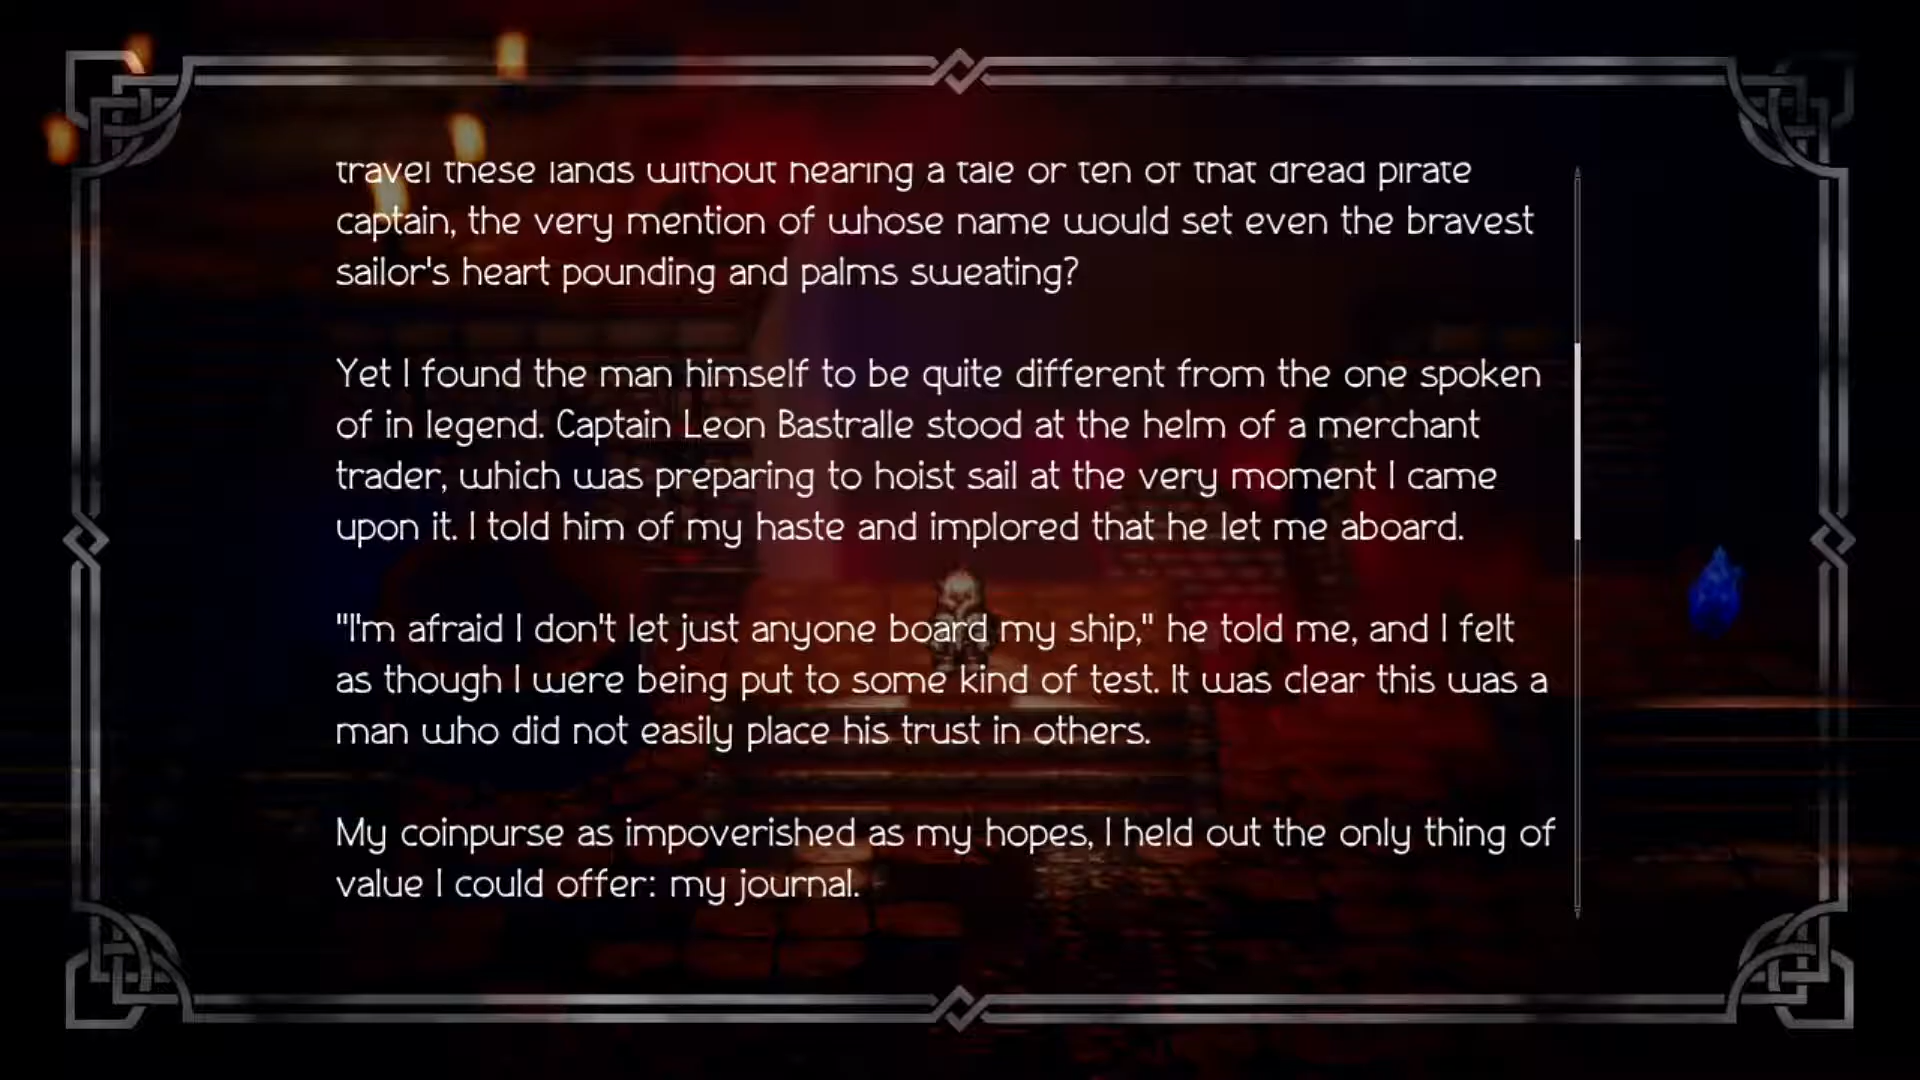 travel these lands without hearing a tale or ten of that dread pirate
captain, the very mention of whose name would set even the bravest
sailor's heart pounding and palms sweating?
Yet I found the man himself to be quite different from the one spoken
of in legend. Captain Leon Bastralle stood at the helm of a merchant
trader, which was preparing to hoist sail at the very moment I came
upon it. I told him of my haste and implored that he let me aboard.
"I'm afraid I don't let just anyone board my ship," he told me, and I felt
as though I were being put to some kind of test. It was clear this was a
man who did not easily place his trust in others.
My coinpurse as impoverished as my hopes, I held out the only thing of
value I could offer: my journal.